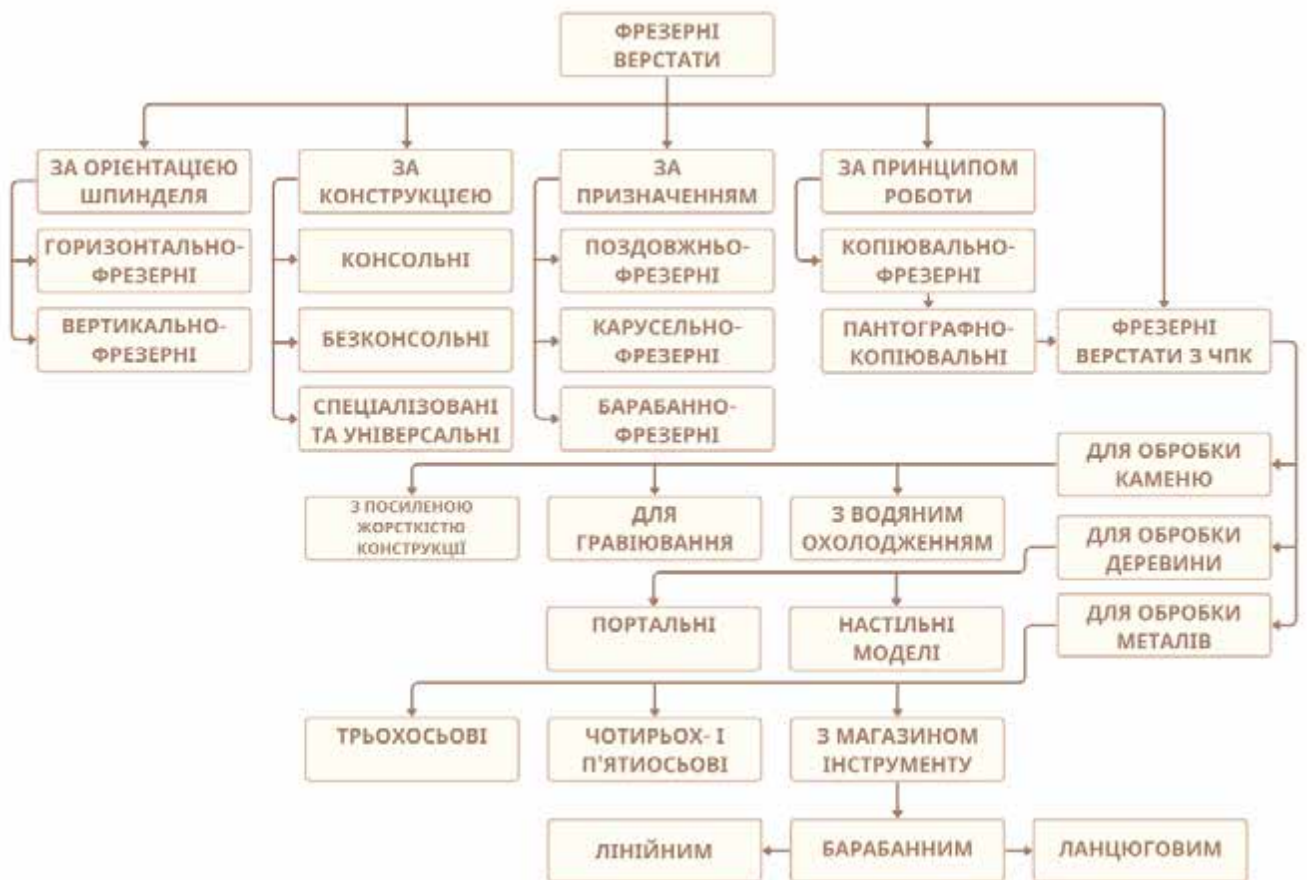 ФРЕЗЕРНІ
ВЕРСТАТИ
ЗА ОРІЄНТАЦІЄЮ
ШПИНДЕЛЯ
ЗА
КОНСТРУКЦІЄЮ
ЗА
ПРИЗНАЧЕННЯМ
ЗА ПРИНЦИПОМ
РОБОТИ
ГОРИЗОНТАЛЬНО-
ФРЕЗЕРНІ
КОНСОЛЬНІ
ПОЗДОВЖНЬО-
ФРЕЗЕРНІ
КОПІЮВАЛЬНО-
ФРЕЗЕРНІ
ВЕРТИКАЛЬНО-
ФРЕЗЕРНІ
БЕЗКОНСОЛЬНІ
КАРУСЕЛЬНО-
ФРЕЗЕРНІ
ПАНТОГРАФНО-
КОПІЮВАЛЬНІ
ФРЕЗЕРНІ
ВЕРСТАТИ З ЧПК
СПЕЦІАЛІЗОВАНІ
ТА УНІВЕРСАЛЬНІ
БАРАБАННО-
ФРЕЗЕРНІ
ДЛЯ ОБРОБКИ
КАМЕНЮ
З ПОСИЛЕНОЮ
ЖОРСТКІСТЮ
КОНСТРУКЦІЇ
ДЛЯ
ГРАВІЮВАННЯ
З ВОДЯНИМ
ОХОЛОДЖЕННЯМ
ДЛЯ ОБРОБКИ
ДЕРЕВИНИ
ПОРТАЛЬНІ
НАСТІЛЬНІ
МОДЕЛІ
ДЛЯ ОБРОБКИ
МЕТАЛІВ
ТРЬОХОСЬОВІ
ЧОТИРЬОХ- І
П'ЯТИОСЬОВІ
З МАГАЗИНОМ
ІНСТРУМЕНТУ
ЛІНІЙНИМ
БАРАБАННИМ
ЛАНЦЮГОВИМ